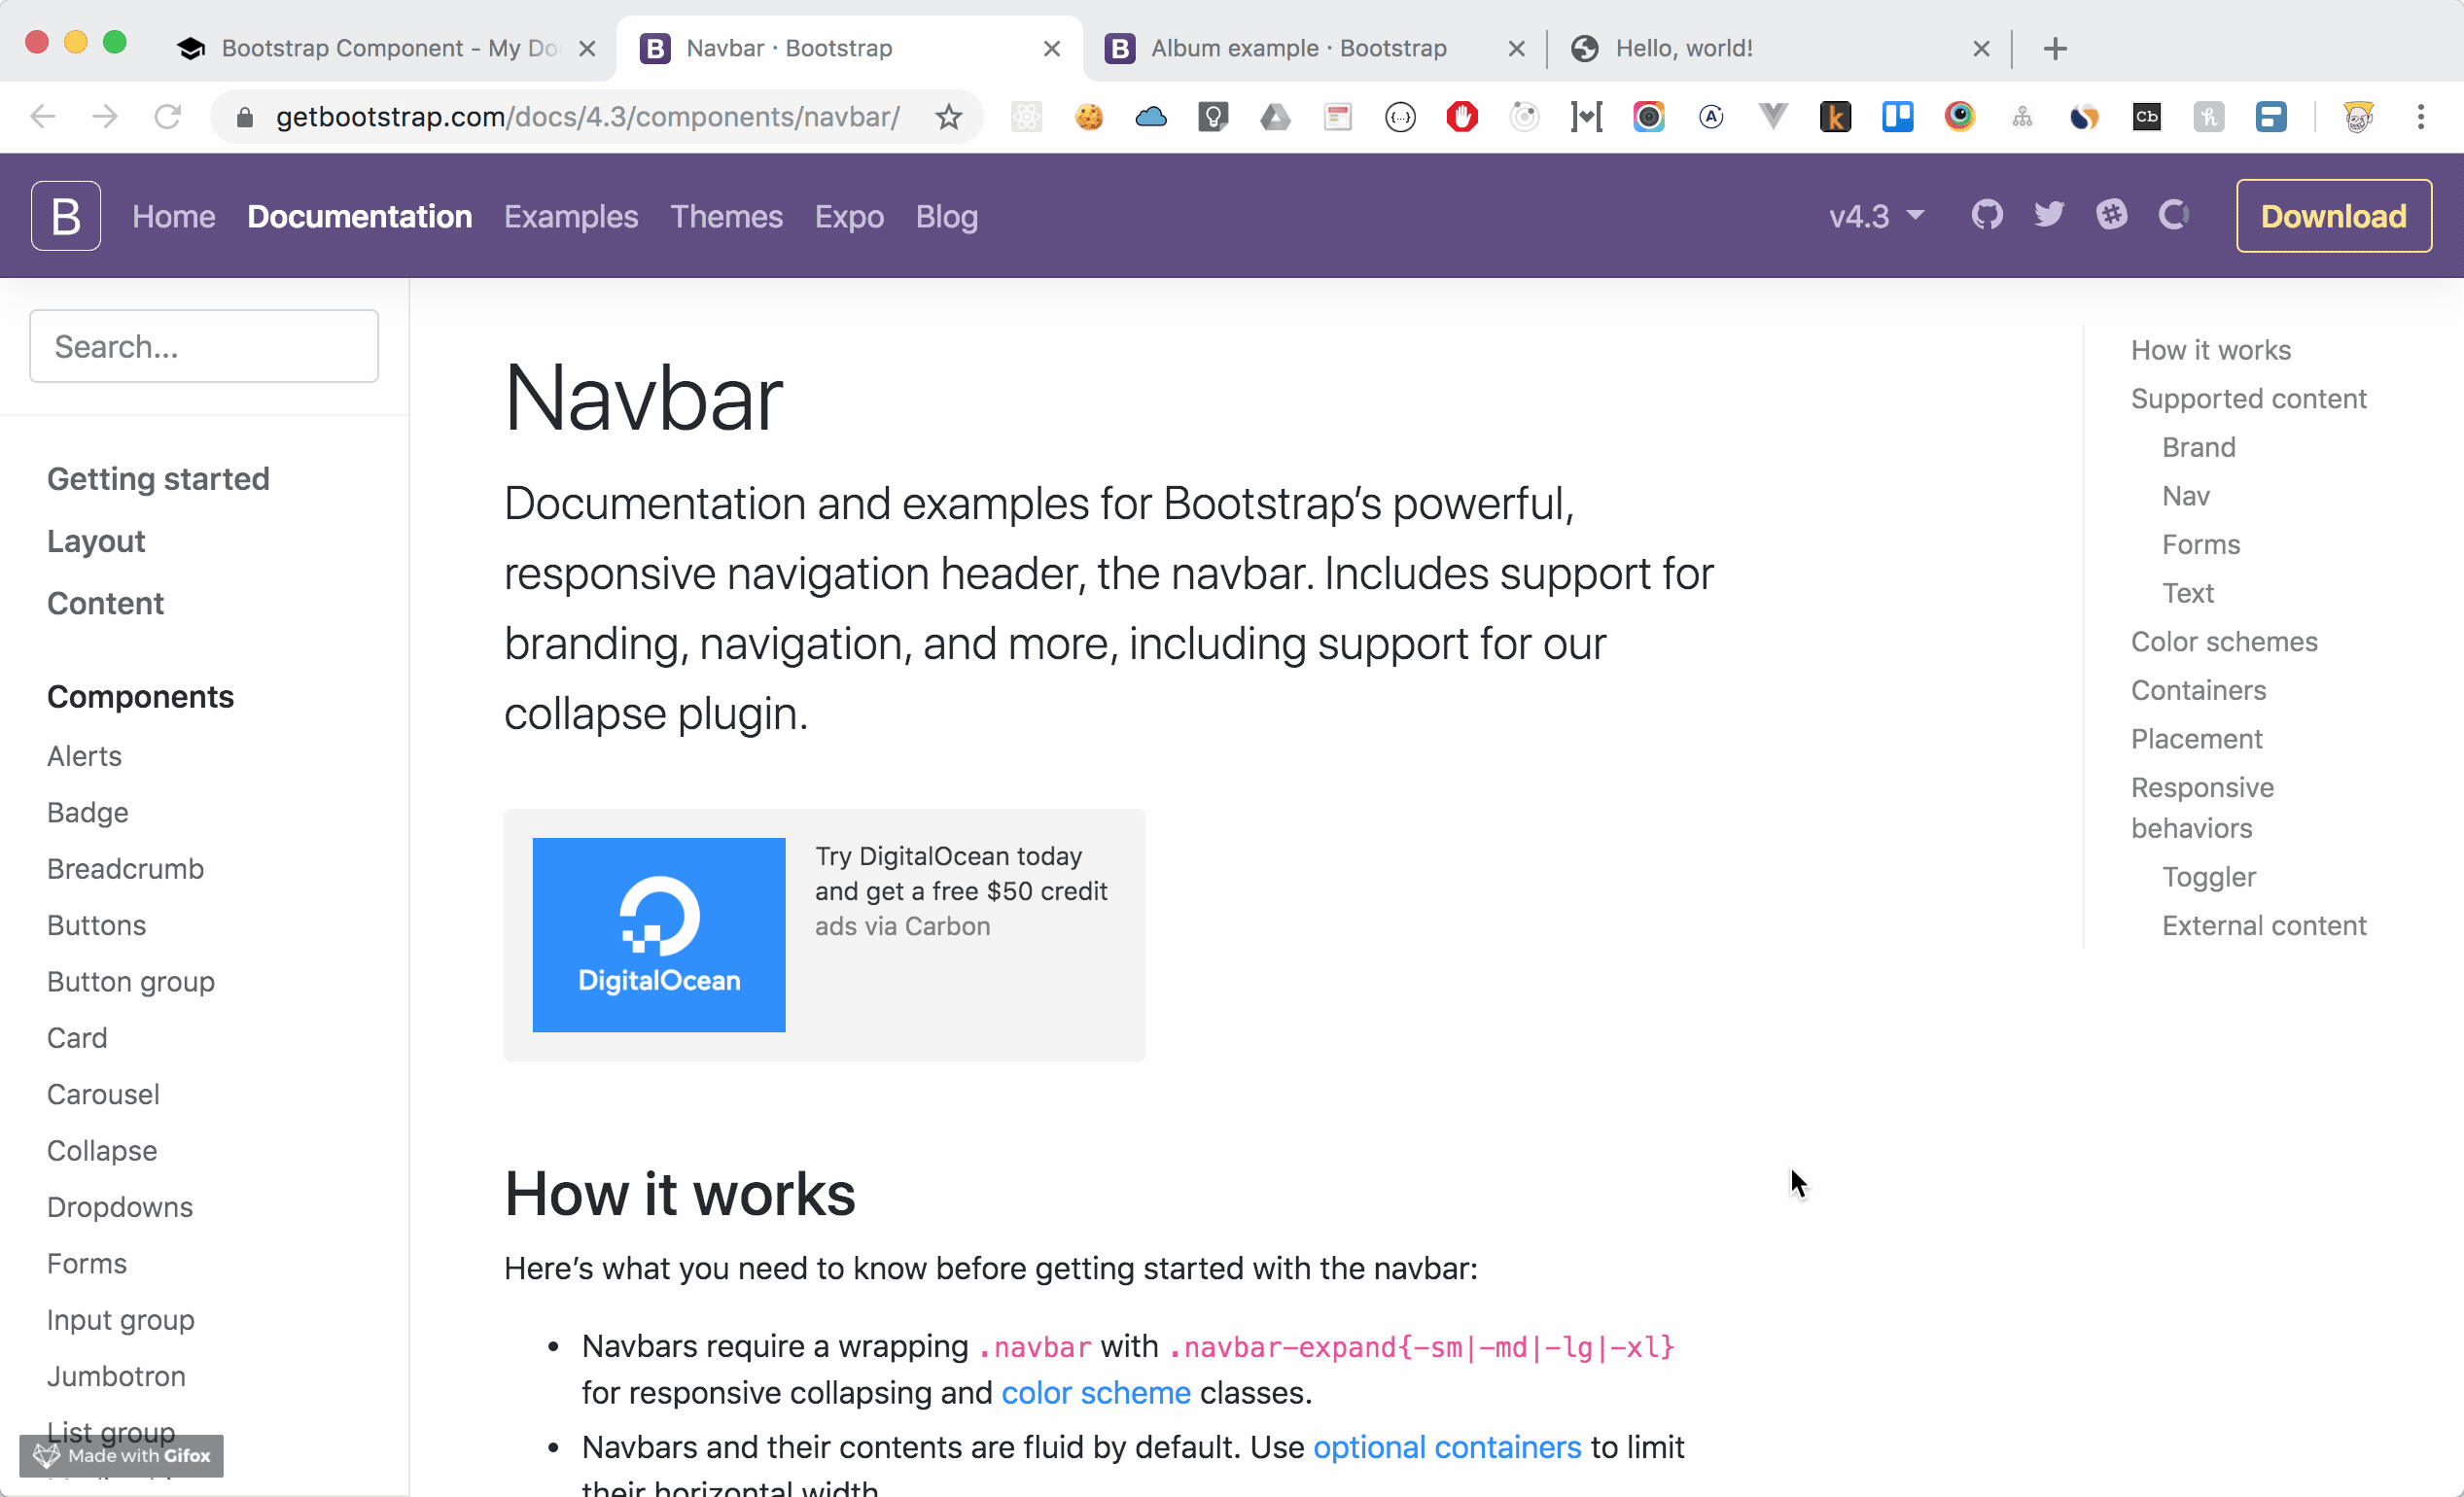 Bootstrap Component - My Do
Navbar · Bootstrap
Album example · Bootstrap
Hello, world!
getbootstrap.com/docs/4.3/components/navbar/
B Home Documentation Examples Themes Expo Blog
v4.3
Download
Search...
Getting started
Layout
Content
Components
Alerts
Badge
Breadcrumb
Buttons
Button group
Card
Carousel
Collapse
Dropdowns
Forms
Input group
Jumbotron
List group
Made with Gifox
Navbar
Documentation and examples for Bootstrap’s powerful,
responsive navigation header, the navbar. Includes support for
branding, navigation, and more, including support for our
collapse plugin.
DigitalOcean
Try DigitalOcean today
and get a free $50 credit
ads via Carbon
How it works
Here’s what you need to know before getting started with the navbar:
• Navbars require a wrapping .navbar with .navbar-expand{-sm|-md|-lg|-xl}
for responsive collapsing and color scheme classes.
• Navbars and their contents are fluid by default. Use optional containers to limit
their horizontal width
How it works
Supported content
Brand
Nav
Forms
Text
Color schemes
Containers
Placement
Responsive
behaviors
Toggler
External content